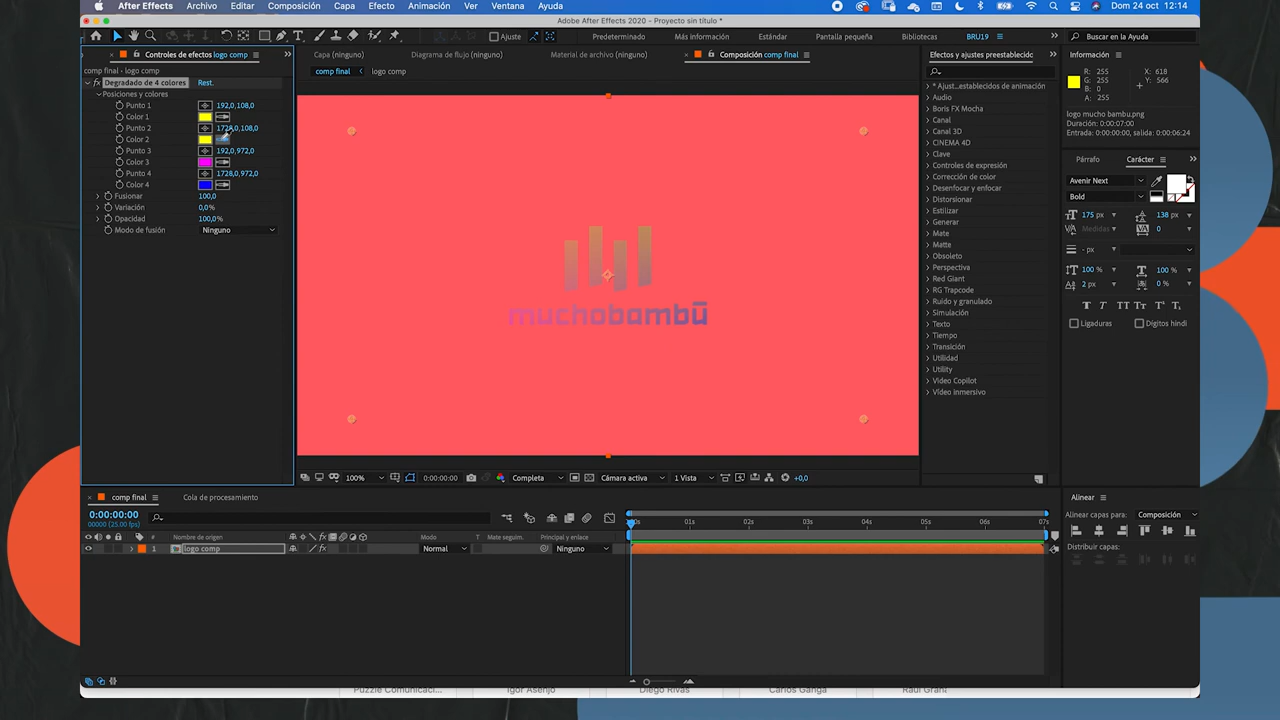 After Effects Archivo Editar Composición Capa Efecto Animación Ver Ventana Ayuda Dom 24 oct 12:14
Adobe After Effects 2020 - Proyecto sin título *
Ajuste Predeterminado Más información Estándar Pantalla pequeña Bibliotecas BRU19 Buscar en la Ayuda
Controles de efectos logo comp
comp final · logo comp
fx Degradado de 4 colores Rest.
Posiciones y colores
Punto 1 192,0,108,0
Color 1
Punto 2 1728,0,108,0
Color 2
Punto 3 192,0,972,0
Color 3
Punto 4 1728,0,972,0
Color 4
Fusionar 100,0
Variación 0,0%
Opacidad 100,0%
Modo de fusión Ninguno
Capa (ninguno) Diagrama de flujo (ninguno) Material de archivo (ninguno) Composición comp final
comp final logo comp
muchobambū
100% 0:00:00:00 Completa Cámara activa 1 Vista +0,0
Efectos y ajustes preestablecidc
* Ajust...establecidos de animación
Audio
Boris FX Mocha
Canal
Canal 3D
CINEMA 4D
Clave
Controles de expresión
Corrección de color
Desenfocar y enfocar
Distorsionar
Estilizar
Generar
Mate
Matte
Obsoleto
Perspectiva
Red Giant
RG Trapcode
Ruido y granulado
Simulación
Texto
Tiempo
Transición
Utilidad
Utility
Video Copilot
Vídeo inmersivo
Información
R: 255
G: 255
B: 0
A: 255
X: 618
Y: 566
logo mucho bambu.png
Duración: 0:00:07:00
Entrada: 0:00:00:00, salida: 0:00:06:24
Párrafo Carácter
Avenir Next
Bold
175 px 138 px
Medidas 0
- px
100 % 100 %
2 px 0 %
T T TT Tt T¹ T₁
Ligaduras Dígitos hindi
comp final Cola de procesamiento
0:00:00:00
00000 (25.00 fps)
# Nombre de origen fx Modo T Mate seguim. Principal y enlace
1 logo comp fx Normal Ninguno
01s 02s 03s 04s 05s 06s 07s
Alinear
Alinear capas para: Composición
Distribuir capas:
Puzzle Comunicaci... Igor Asenjo Diego Rivas Carlos Ganga Raúl Grant